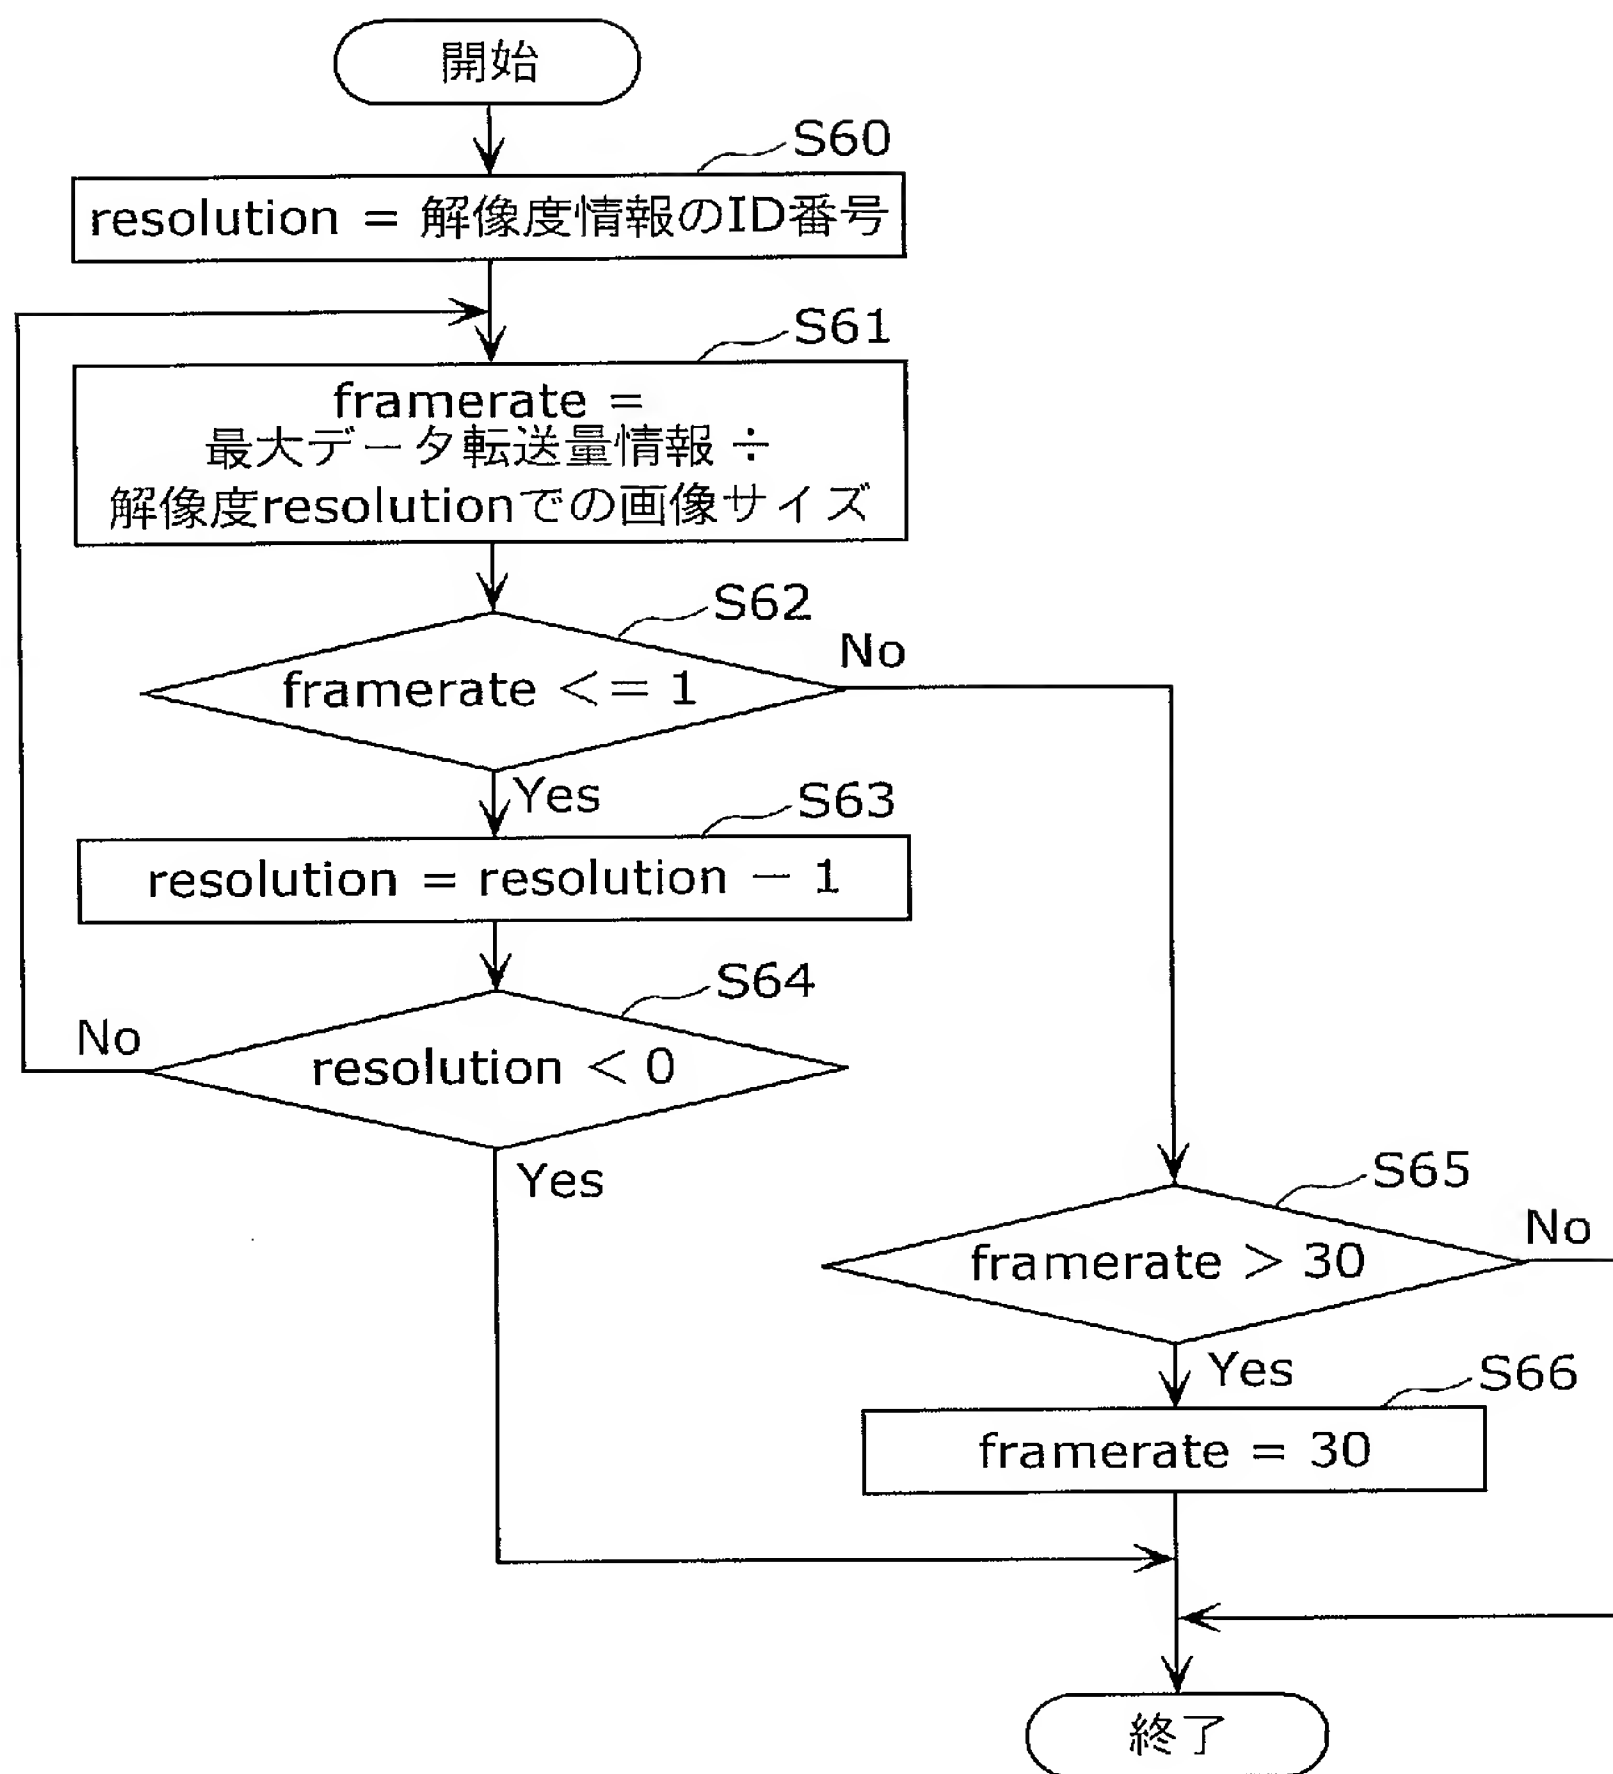 開始
S60
resolution = 解像度情報のID番号
S61
framerate =
最大データ転送量情報 ÷
解像度resolutionでの画像サイズ
S62
framerate <= 1
No
Yes
S63
resolution = resolution − 1
S64
resolution < 0
No
Yes
S65
framerate > 30
No
Yes
S66
framerate = 30
終了